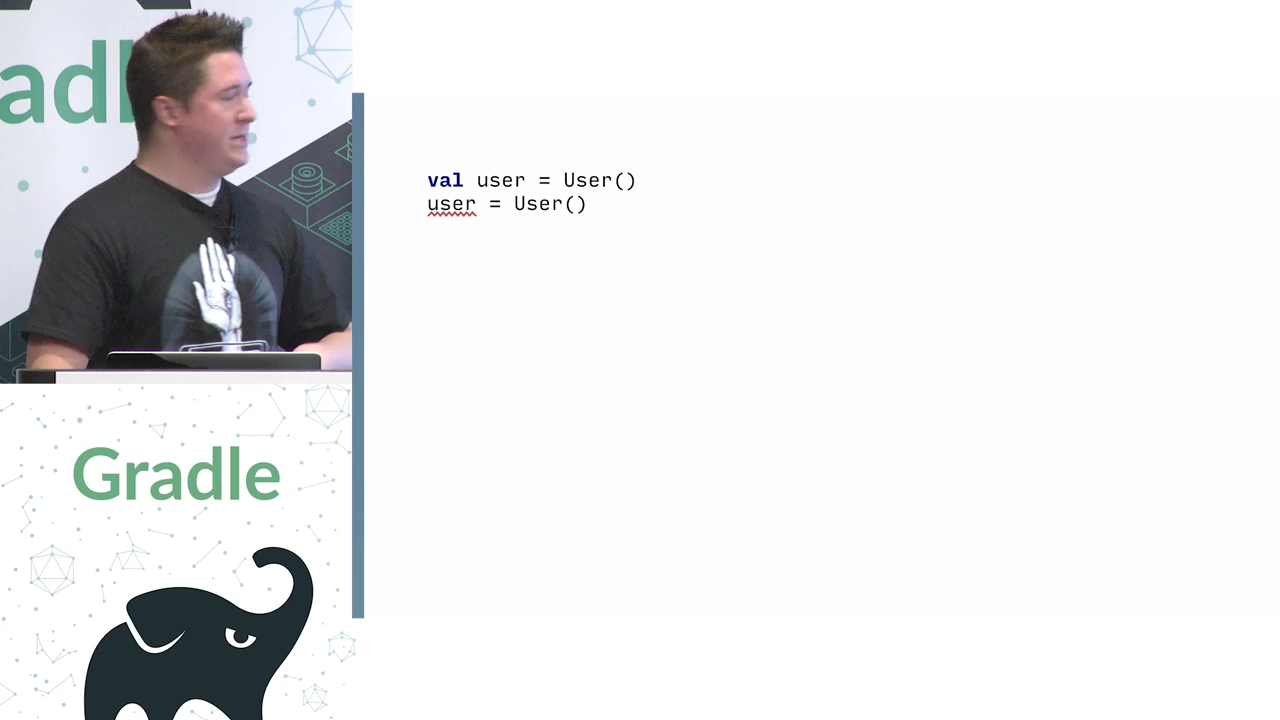 adl
val user = User()
user = User()
Gradle